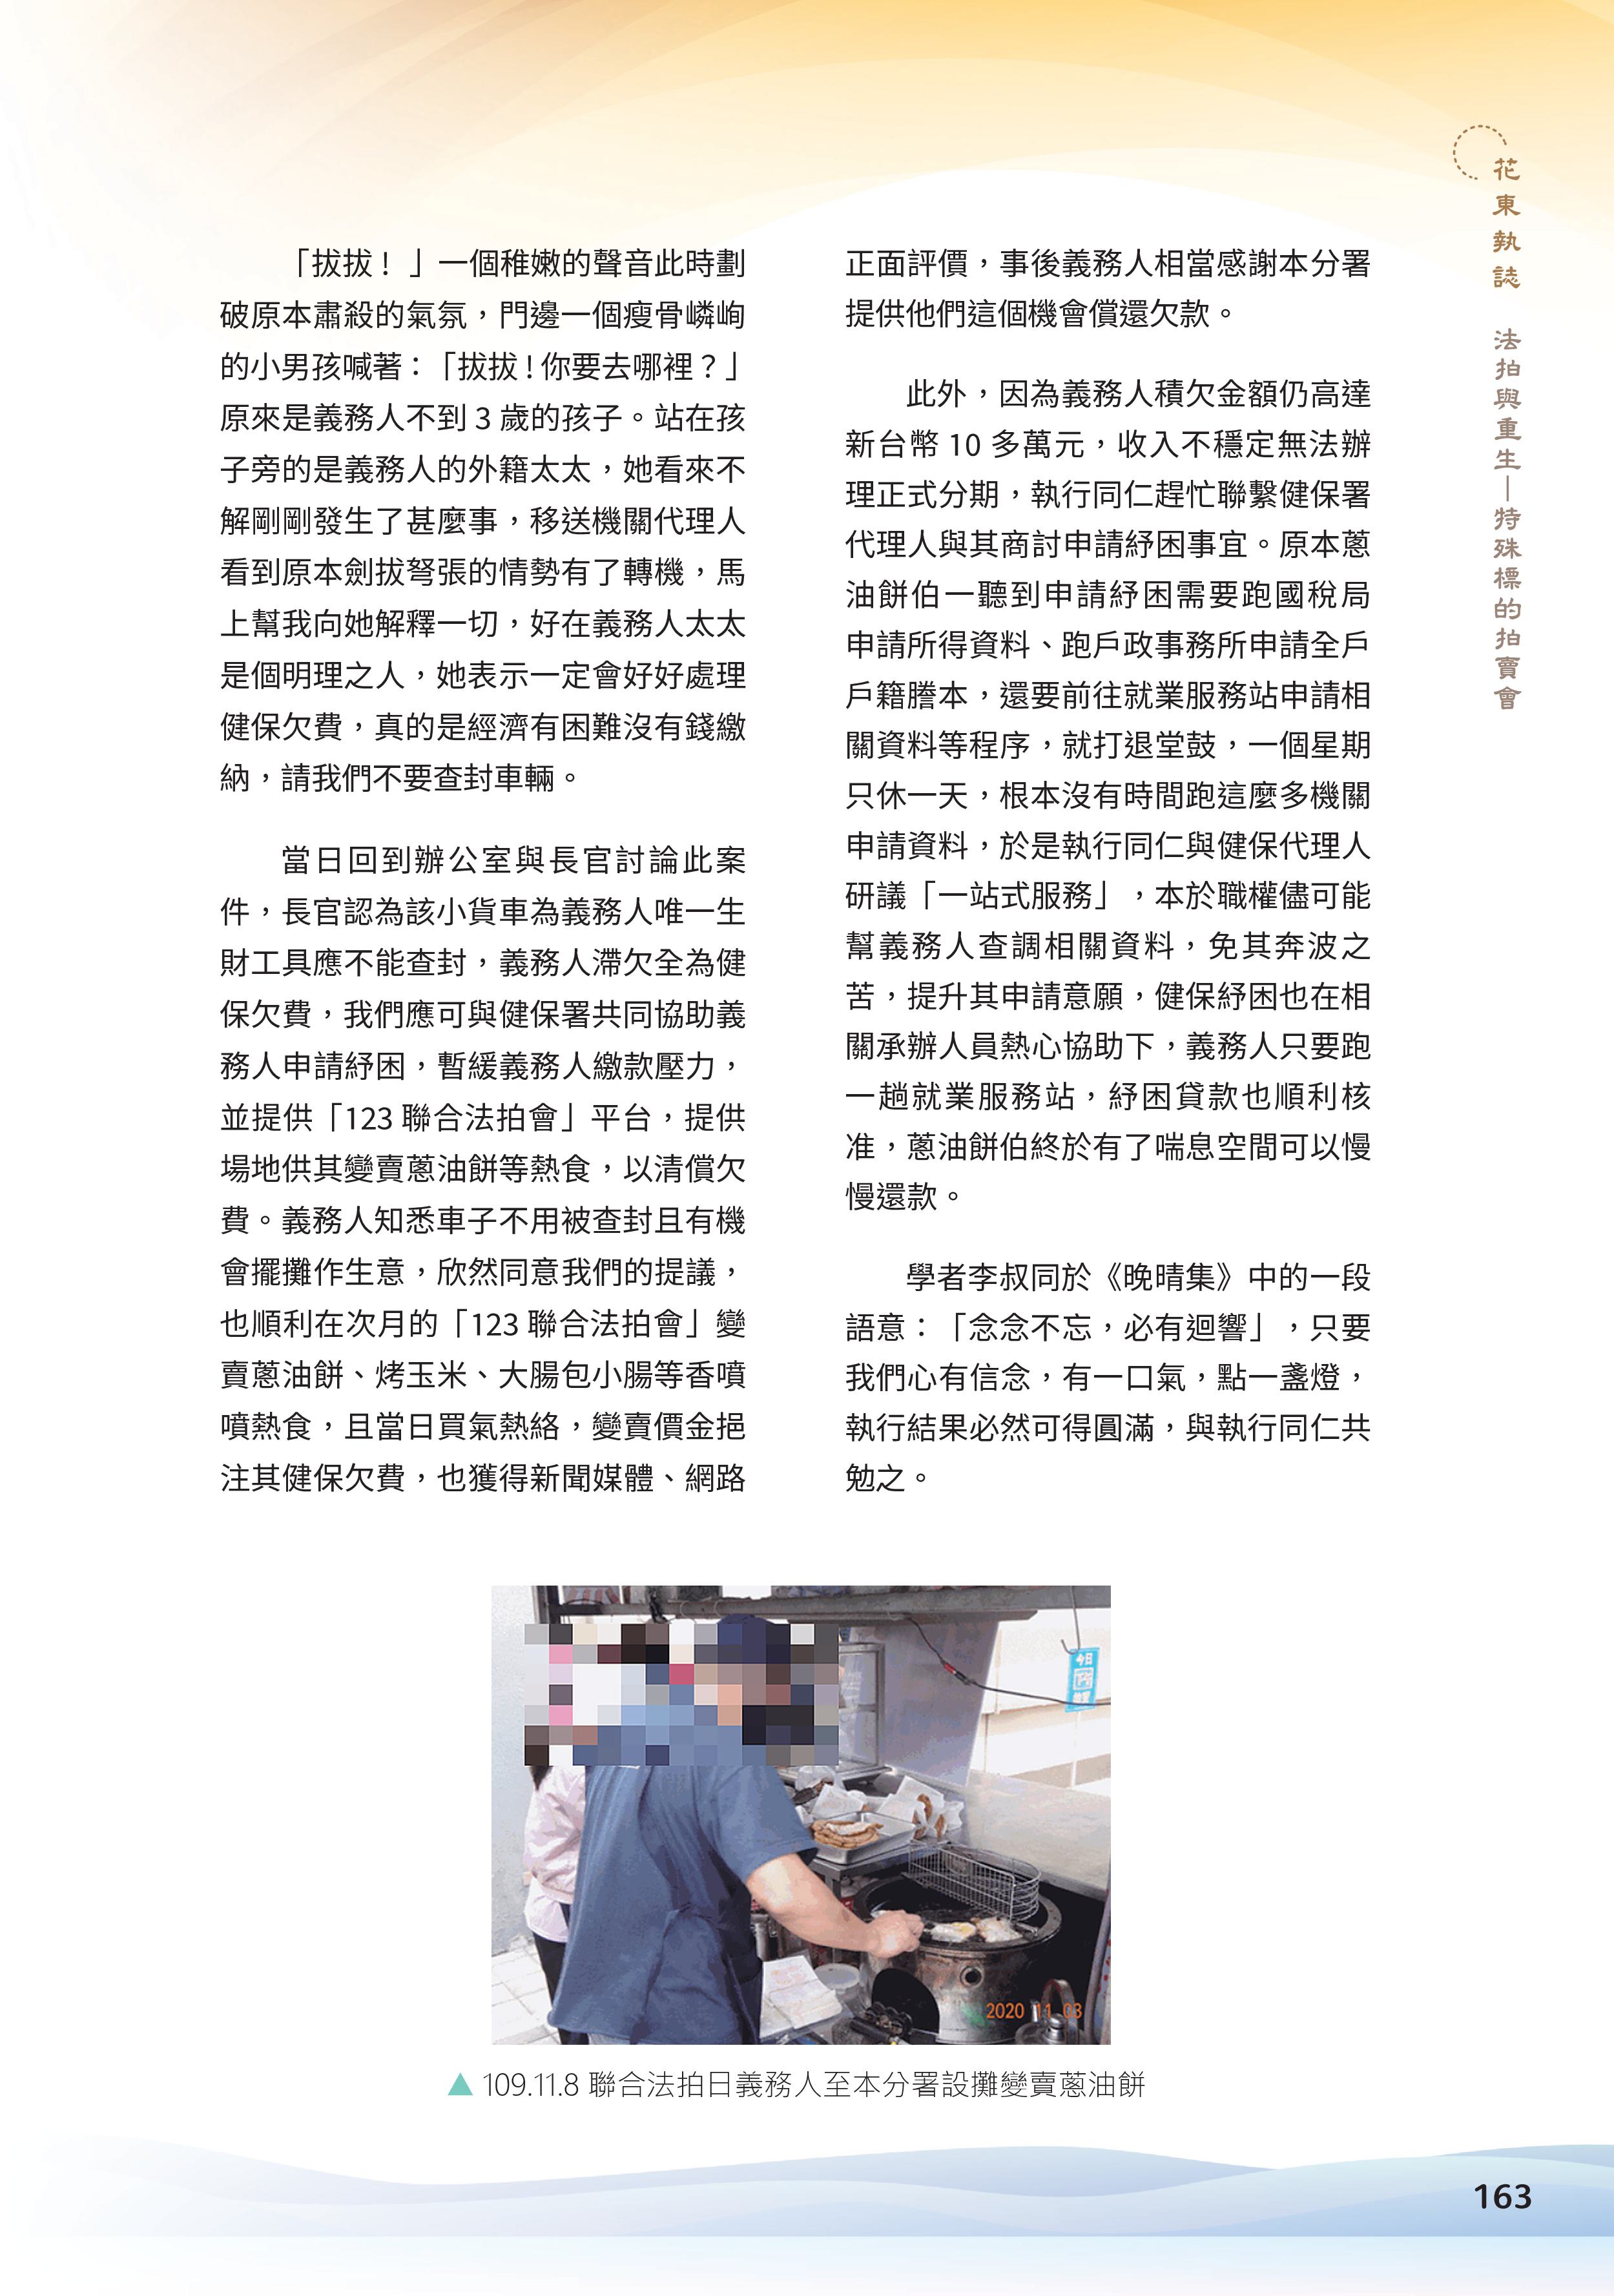 花東執誌 法拍與重生—特殊標的拍賣會
「拔拔！」一個稚嫩的聲音此時劃
破原本肅殺的氣氛，門邊一個瘦骨嶙峋
的小男孩喊著：「拔拔！你要去哪裡？」
原來是義務人不到 3 歲的孩子。站在孩
子旁的是義務人的外籍太太，她看來不
解剛剛發生了甚麼事，移送機關代理人
看到原本劍拔弩張的情勢有了轉機，馬
上幫我向她解釋一切，好在義務人太太
是個明理之人，她表示一定會好好處理
健保欠費，真的是經濟有困難沒有錢繳
納，請我們不要查封車輛。
當日回到辦公室與長官討論此案
件，長官認為該小貨車為義務人唯一生
財工具應不能查封，義務人滯欠全為健
保欠費，我們應可與健保署共同協助義
務人申請紓困，暫緩義務人繳款壓力，
並提供「123 聯合法拍會」平台，提供
場地供其變賣蔥油餅等熱食，以清償欠
費。義務人知悉車子不用被查封且有機
會擺攤作生意，欣然同意我們的提議，
也順利在次月的「123 聯合法拍會」變
賣蔥油餅、烤玉米、大腸包小腸等香噴
噴熱食，且當日買氣熱絡，變賣價金挹
注其健保欠費，也獲得新聞媒體、網路
正面評價，事後義務人相當感謝本分署
提供他們這個機會償還欠款。
此外，因為義務人積欠金額仍高達
新台幣 10 多萬元，收入不穩定無法辦
理正式分期，執行同仁趕忙聯繫健保署
代理人與其商討申請紓困事宜。原本蔥
油餅伯一聽到申請紓困需要跑國稅局
申請所得資料、跑戶政事務所申請全戶
戶籍謄本，還要前往就業服務站申請相
關資料等程序，就打退堂鼓，一個星期
只休一天，根本沒有時間跑這麼多機關
申請資料，於是執行同仁與健保代理人
研議「一站式服務」，本於職權儘可能
幫義務人查調相關資料，免其奔波之
苦，提升其申請意願，健保紓困也在相
關承辦人員熱心協助下，義務人只要跑
一趟就業服務站，紓困貸款也順利核
准，蔥油餅伯終於有了喘息空間可以慢
慢還款。
學者李叔同於《晚晴集》中的一段
語意：「念念不忘，必有迴響」，只要
我們心有信念，有一口氣，點一盞燈，
執行結果必然可得圓滿，與執行同仁共
勉之。
今日
2020 11 03
▲ 109.11.8 聯合法拍日義務人至本分署設攤變賣蔥油餅
163